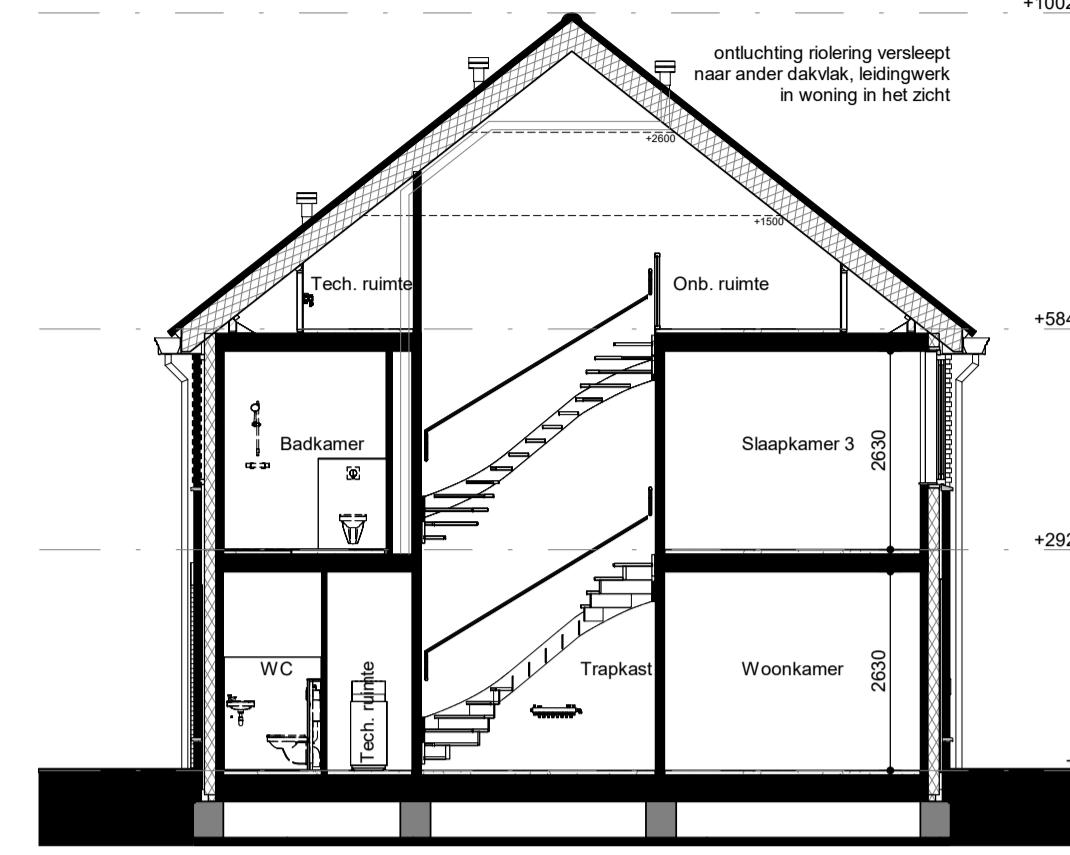 +1002
ontluchting riolering versleept
naar ander dakvlak, leidingwerk
in woning in het zicht
+2600
+1500
Tech. ruimte
Onb. ruimte
+584
Badkamer
Slaapkamer 3
2630
+292
WC
Tech. ruimte
Trapkast
Woonkamer
2630